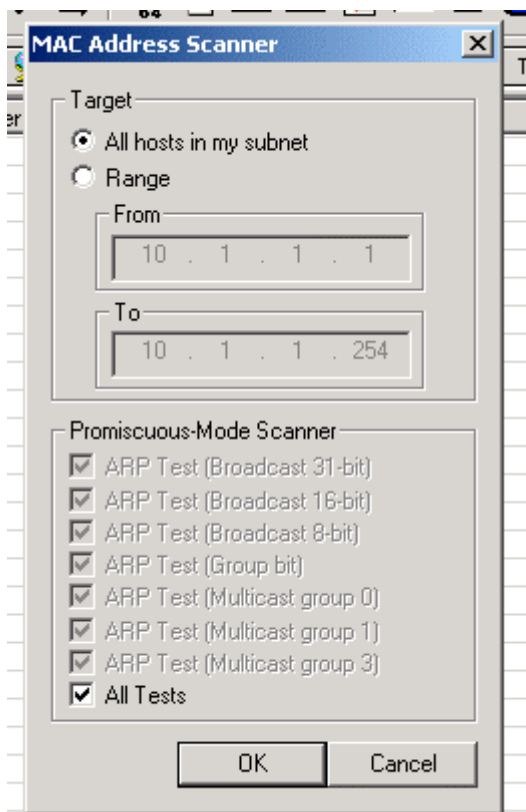 64
MAC Address Scanner
T
er
Target
All hosts in my subnet
Range
From
10 . 1 . 1 . 1
To
10 . 1 . 1 . 254
Promiscuous-Mode Scanner
ARP Test (Broadcast 31-bit)
ARP Test (Broadcast 16-bit)
ARP Test (Broadcast 8-bit)
ARP Test (Group bit)
ARP Test (Multicast group 0)
ARP Test (Multicast group 1)
ARP Test (Multicast group 3)
All Tests
OK Cancel